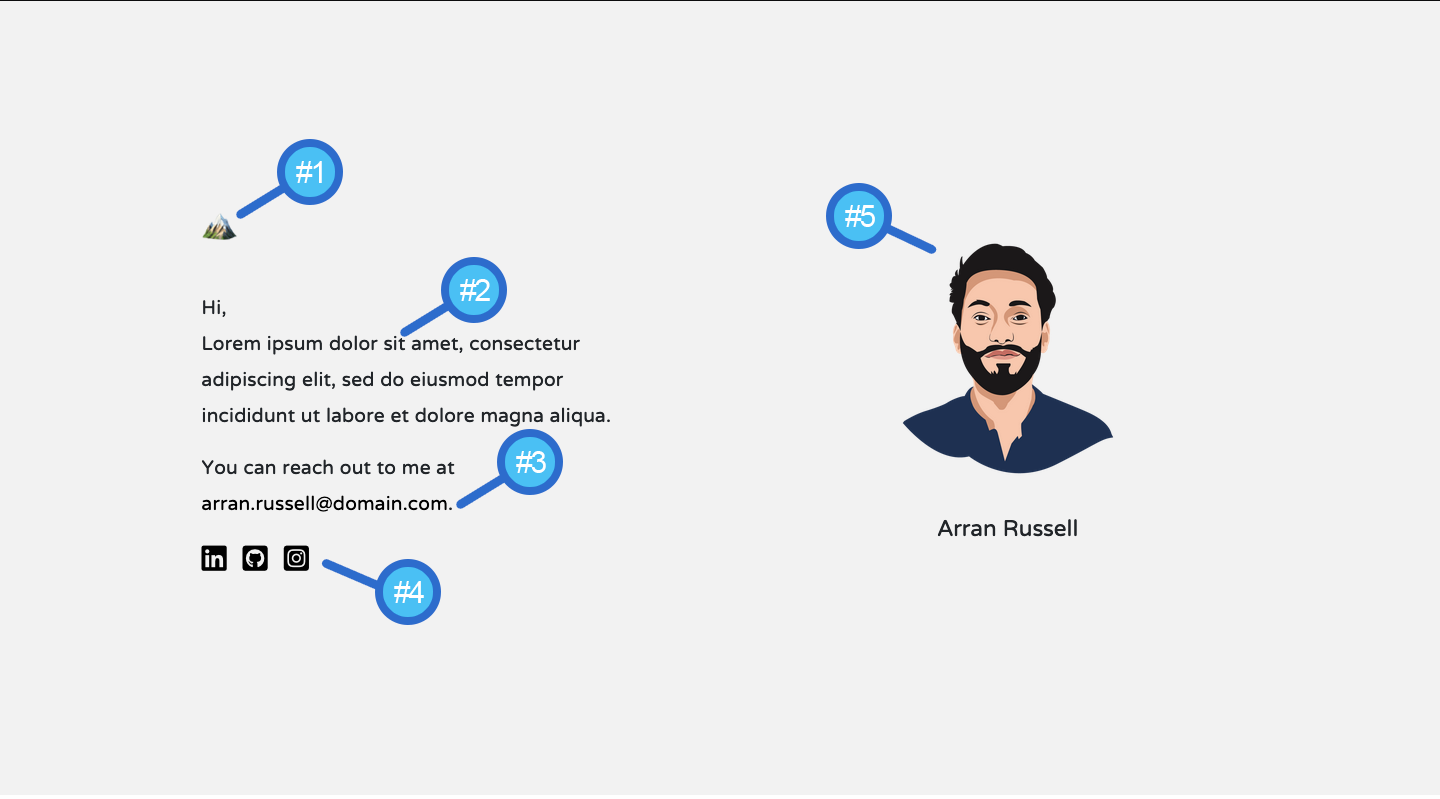 #1
#2
Hi,
Lorem ipsum dolor sit amet, consectetur
adipiscing elit, sed do eiusmod tempor
incididunt ut labore et dolore magna aliqua.
#3
You can reach out to me at
arran.russell@domain.com.
in
#4
#5
Arran Russell